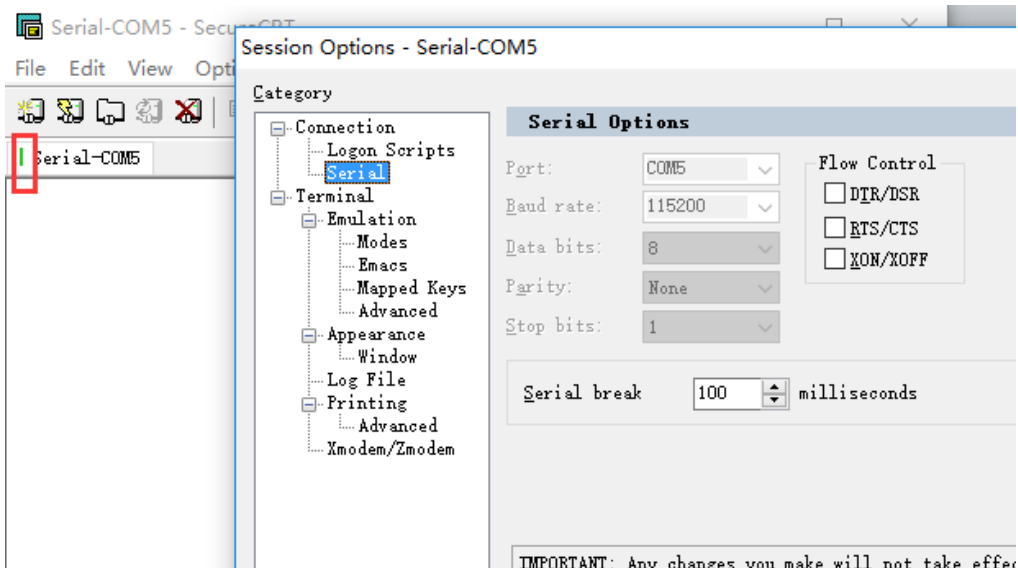 Serial-COM5 - SecureCRT
File Edit View Opti
Serial-COM5
Session Options - Serial-COM5
Category
Connection
Logon Scripts
Serial
Terminal
Emulation
Modes
Emacs
Mapped Keys
Advanced
Appearance
Window
Log File
Printing
Advanced
Xmodem/Zmodem
Serial Options
Port: COM5
Baud rate: 115200
Data bits: 8
Parity: None
Stop bits: 1
Flow Control
DTR/DSR
RTS/CTS
XON/XOFF
Serial break 100 milliseconds
IMPORTANT: Any changes you make will not take effec